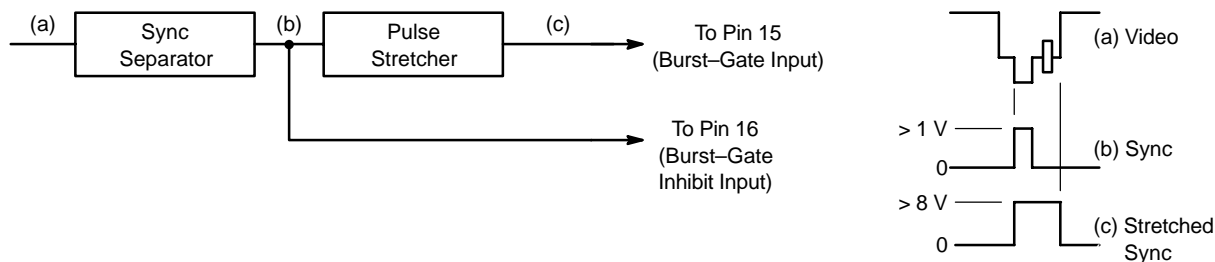 (a)
Sync
Separator
(b)
Pulse
Stretcher
(c)
To Pin 15
(Burst–Gate Input)
To Pin 16
(Burst–Gate
Inhibit Input)
(a) Video
> 1 V
0
(b) Sync
> 8 V
0
(c) Stretched
Sync